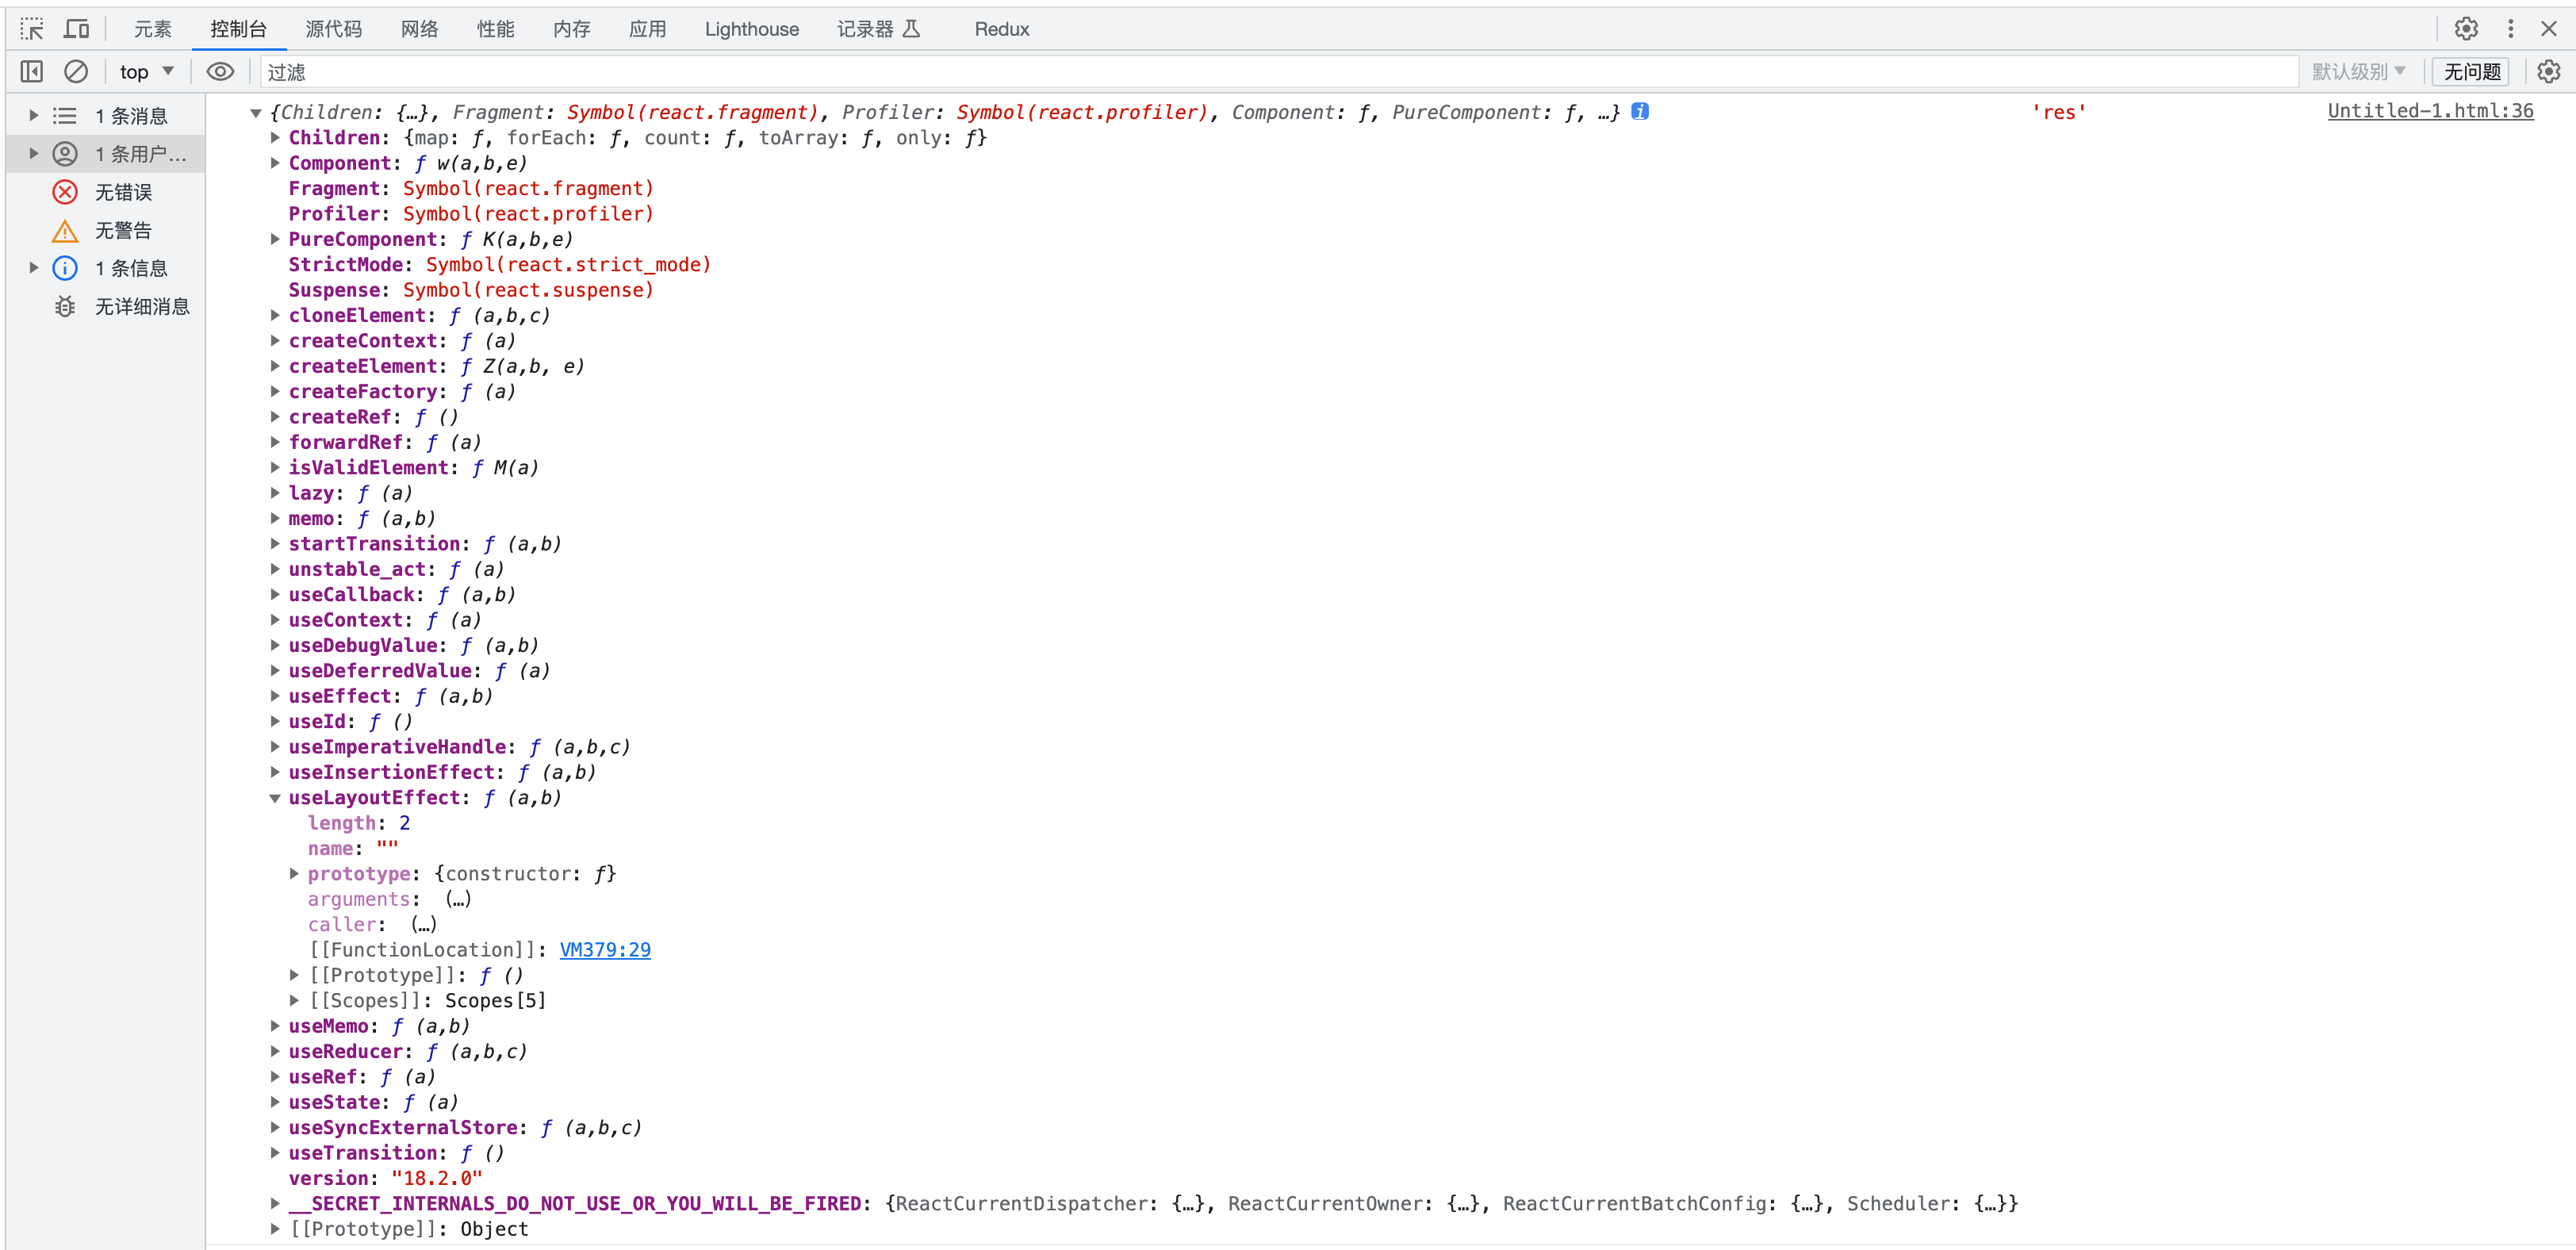 元素 控制台 源代码 网络 性能 内存 应用 Lighthouse 记录器 Redux
top 过滤 默认级别 无问题
1 条消息
1 条用户…
无错误
无警告
1 条信息
无详细消息
{Children: {…}, Fragment: Symbol(react.fragment), Profiler: Symbol(react.profiler), Component: ƒ, PureComponent: ƒ, …} i 'res' Untitled-1.html:36
Children: {map: ƒ, forEach: ƒ, count: ƒ, toArray: ƒ, only: ƒ}
Component: ƒ w(a,b,e)
Fragment: Symbol(react.fragment)
Profiler: Symbol(react.profiler)
PureComponent: ƒ K(a,b,e)
StrictMode: Symbol(react.strict_mode)
Suspense: Symbol(react.suspense)
cloneElement: ƒ (a,b,c)
createContext: ƒ (a)
createElement: ƒ Z(a,b, e)
createFactory: ƒ (a)
createRef: ƒ ()
forwardRef: ƒ (a)
isValidElement: ƒ M(a)
lazy: ƒ (a)
memo: ƒ (a,b)
startTransition: ƒ (a,b)
unstable_act: ƒ (a)
useCallback: ƒ (a,b)
useContext: ƒ (a)
useDebugValue: ƒ (a,b)
useDeferredValue: ƒ (a)
useEffect: ƒ (a,b)
useId: ƒ ()
useImperativeHandle: ƒ (a,b,c)
useInsertionEffect: ƒ (a,b)
useLayoutEffect: ƒ (a,b)
length: 2
name: ""
prototype: {constructor: ƒ}
arguments: (…)
caller: (…)
[[FunctionLocation]]: VM379:29
[[Prototype]]: ƒ ()
[[Scopes]]: Scopes[5]
useMemo: ƒ (a,b)
useReducer: ƒ (a,b,c)
useRef: ƒ (a)
useState: ƒ (a)
useSyncExternalStore: ƒ (a,b,c)
useTransition: ƒ ()
version: "18.2.0"
__SECRET_INTERNALS_DO_NOT_USE_OR_YOU_WILL_BE_FIRED: {ReactCurrentDispatcher: {…}, ReactCurrentOwner: {…}, ReactCurrentBatchConfig: {…}, Scheduler: {…}}
[[Prototype]]: Object